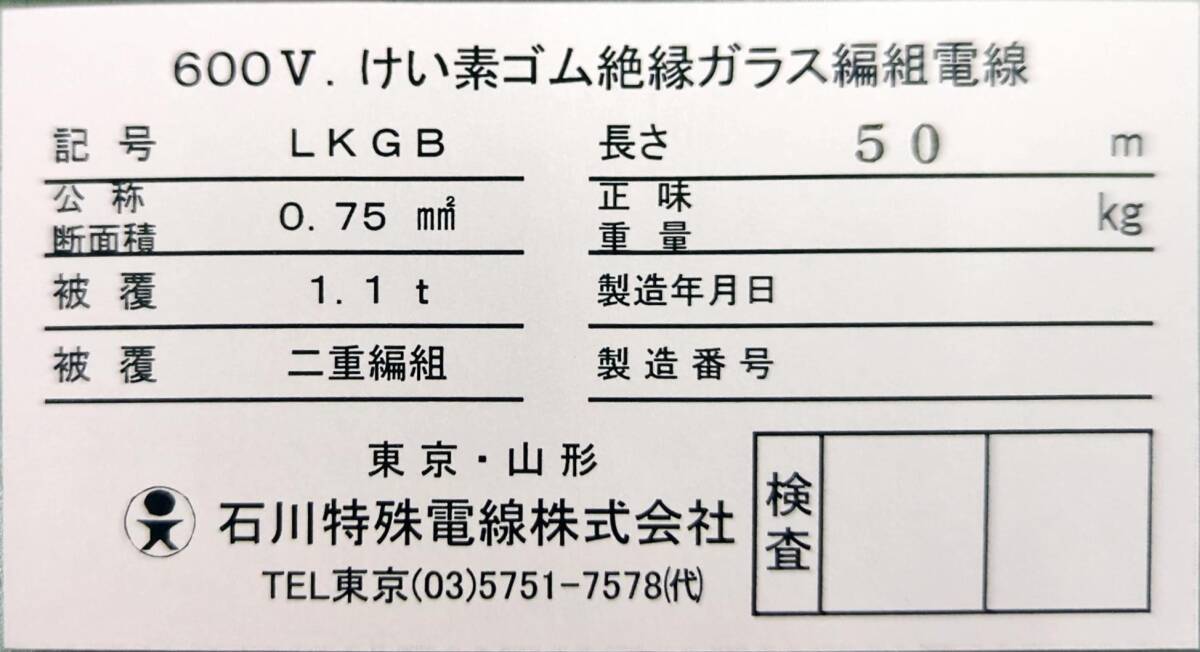 600V. けい素ゴム絶縁ガラス編組電線
記号 LKGB
公称断面積 0.75 m㎡
被覆 1.1 t
被覆 二重編組
長さ 50 m
正味重量 kg
製造年月日
製造番号
東京・山形
石川特殊電線株式会社
TEL東京(03)5751-7578㈹
検査